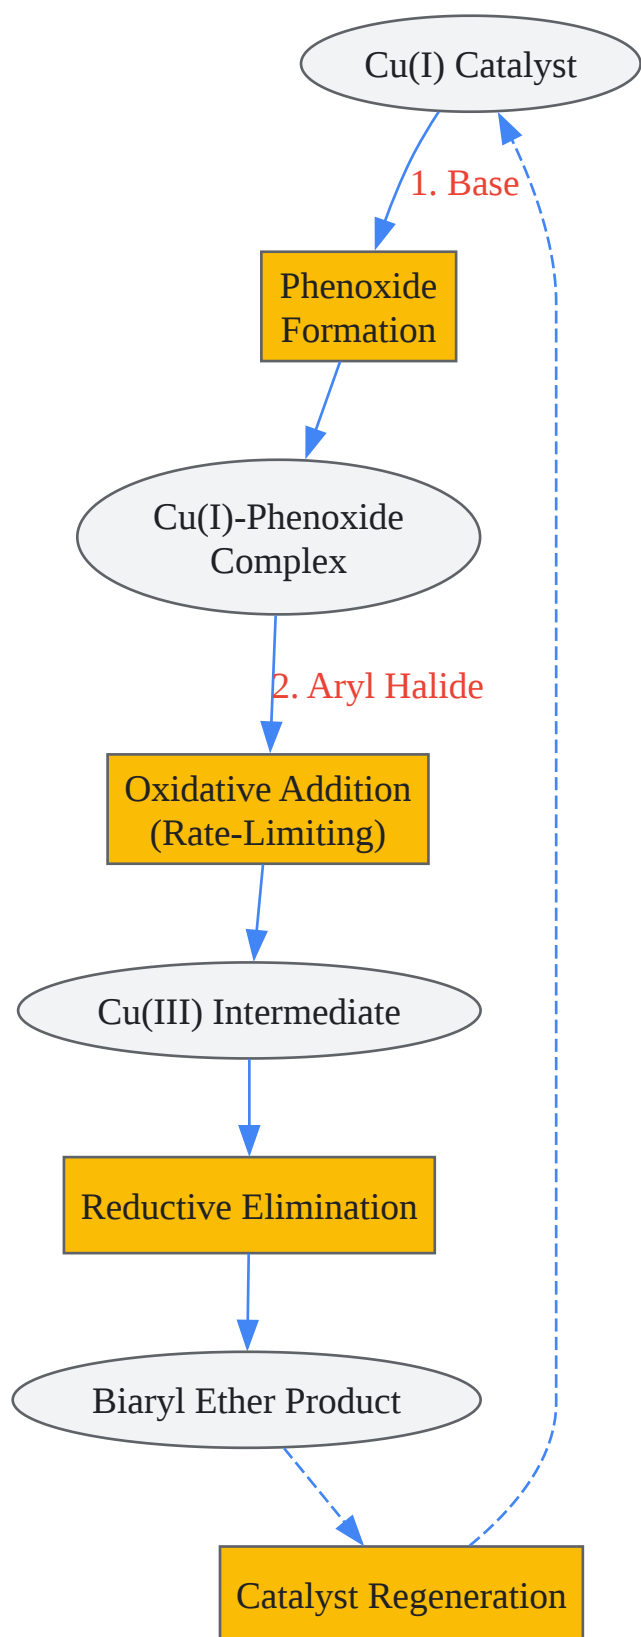 Cu(I) Catalyst
1. Base
Phenoxide
Formation
Cu(I)-Phenoxide
Complex
2. Aryl Halide
Oxidative Addition
(Rate-Limiting)
Cu(III) Intermediate
Reductive Elimination
Biaryl Ether Product
Catalyst Regeneration